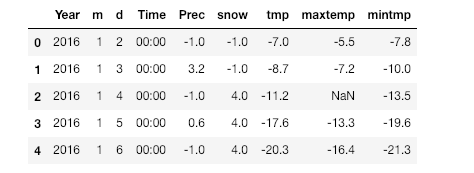 Year m d Time Prec snow tmp maxtemp mintmp
0 2016 1 2 00:00 -1.0 -1.0 -7.0 -5.5 -7.8
1 2016 1 3 00:00 3.2 -1.0 -8.7 -7.2 -10.0
2 2016 1 4 00:00 -1.0 4.0 -11.2 NaN -13.5
3 2016 1 5 00:00 0.6 4.0 -17.6 -13.3 -19.6
4 2016 1 6 00:00 -1.0 4.0 -20.3 -16.4 -21.3